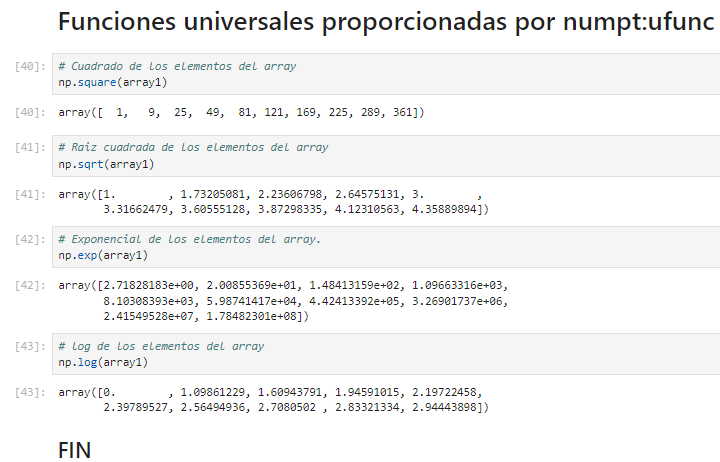 Funciones universales proporcionadas por numpt:ufunc
[40]: # Cuadrado de los elementos del array
np.square(array1)
[40]: array([  1,   9,  25,  49,  81, 121, 169, 225, 289, 361])
[41]: # Raiz cuadrada de los elementos del array
np.sqrt(array1)
[41]: array([1.        , 1.73205081, 2.23606798, 2.64575131, 3.        ,
3.31662479, 3.60555128, 3.87298335, 4.12310563, 4.35889894])
[42]: # Exponencial de los elementos del array.
np.exp(array1)
[42]: array([2.71828183e+00, 2.00855369e+01, 1.48413159e+02, 1.09663316e+03,
8.10308393e+03, 5.98741417e+04, 4.42413392e+05, 3.26901737e+06,
2.41549528e+07, 1.78482301e+08])
[43]: # log de los elementos del array
np.log(array1)
[43]: array([0.        , 1.09861229, 1.60943791, 1.94591015, 2.19722458,
2.39789527, 2.56494936, 2.7080502 , 2.83321334, 2.94443898])
FIN